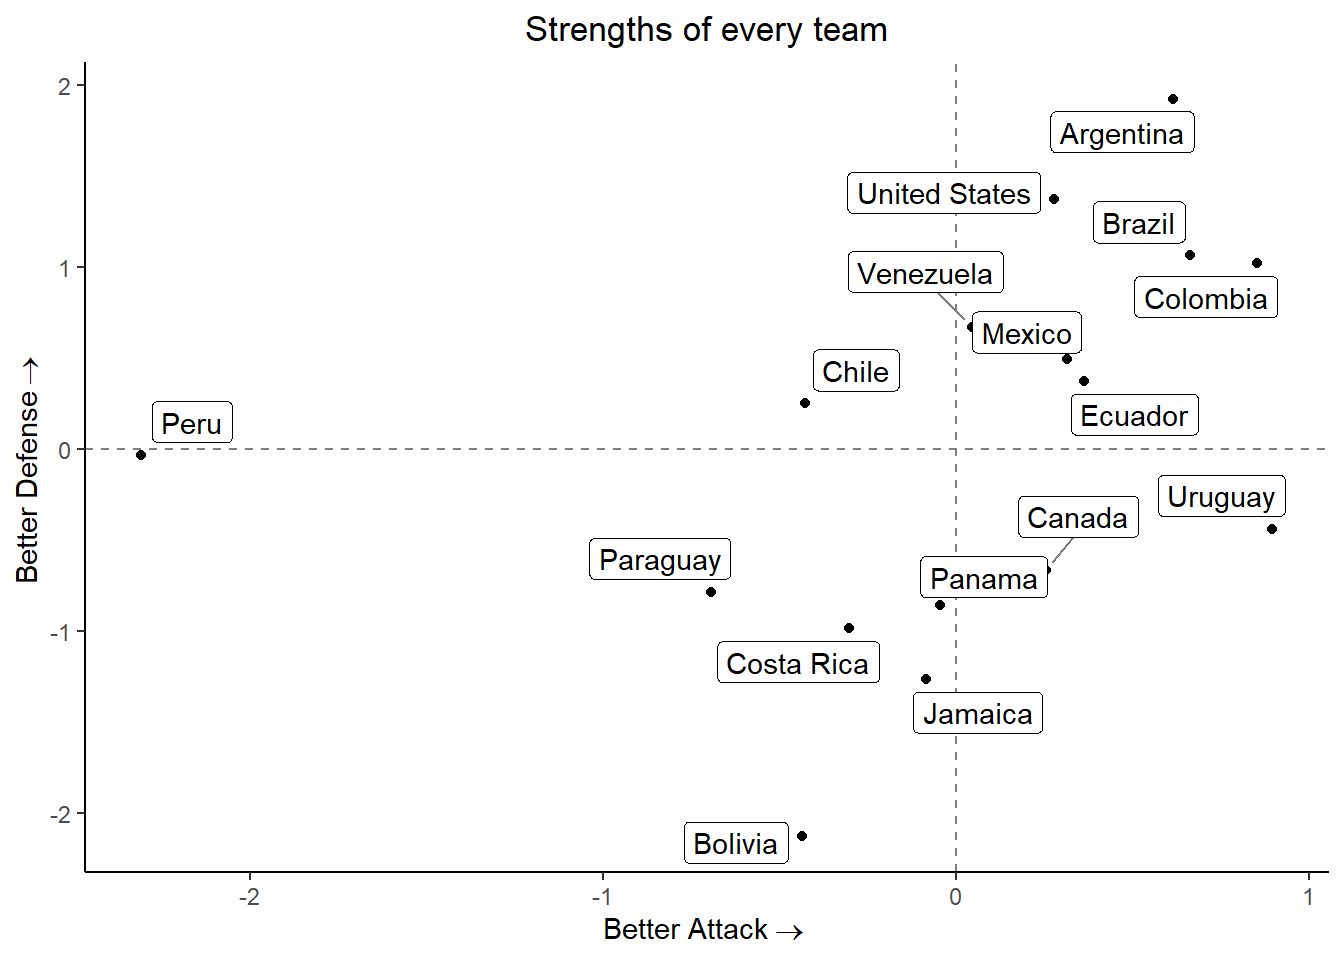 Strengths of every team
2
Argentina
United States
Brazil
Venezuela
1
Colombia
Mexico
Chile
Ecuador
Peru
0
Uruguay
Canada
Paraguay
Panama
-1
Costa Rica
Jamaica
-2
Bolivia
Better Defense →
-2
-1
0
1
Better Attack →